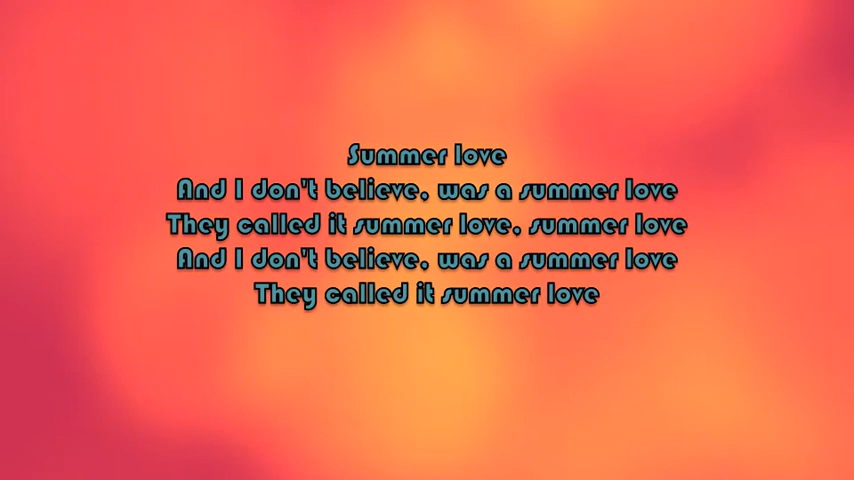 Summer love
And I don't believe, was a summer love
They called it summer love, summer love
And I don't believe, was a summer love
They called it summer love